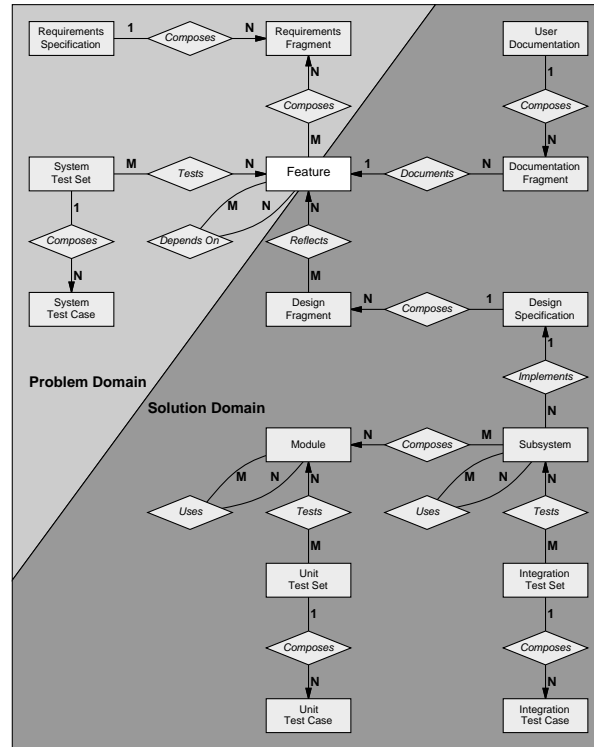 Requirements
Specification
1
Composes
N
Requirements
Fragment
User
Documentation
N
Composes
M
1
Composes
N
System
Test Set
M
Tests
N
Feature
1
Documents
N
Documentation
Fragment
1
Composes
N
M
N
Depends On
N
Reflects
M
System
Test Case
Design
Fragment
N
Composes
1
Design
Specification
1
Implements
N
Problem Domain
Solution Domain
Module
N
Composes
M
Subsystem
M
N
Uses
N
Tests
M
M
N
Uses
N
Tests
M
Unit
Test Set
Integration
Test Set
1
Composes
N
1
Composes
N
Unit
Test Case
Integration
Test Case